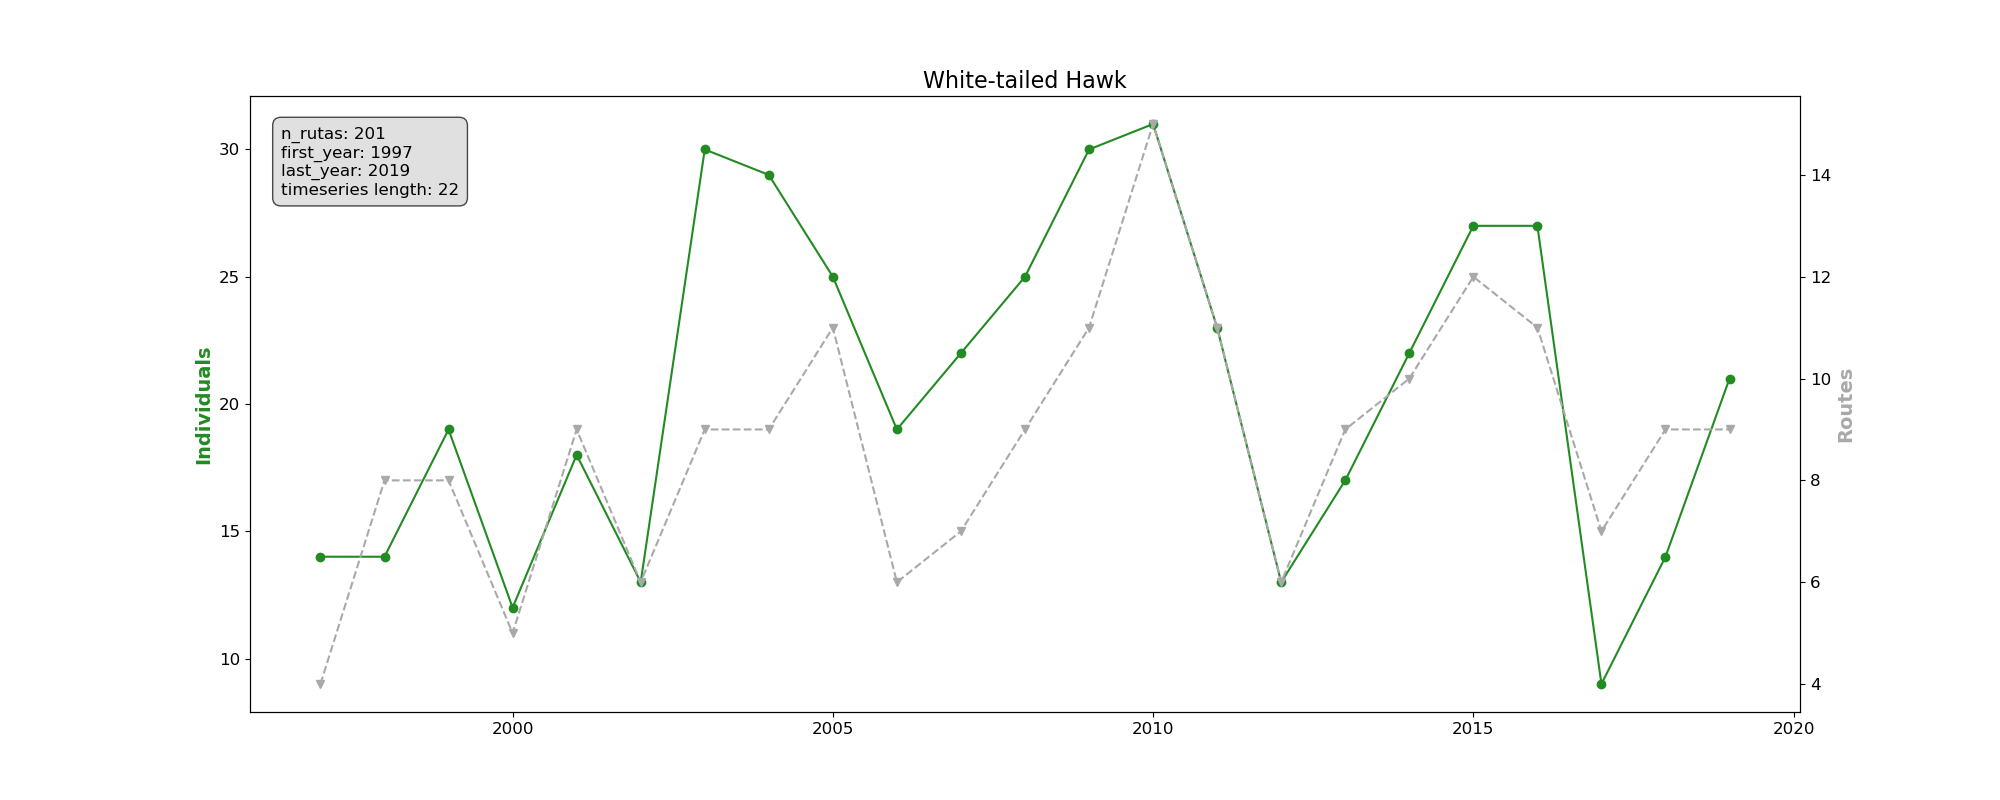 White-tailed Hawk
n_rutas: 201
first_year: 1997
last_year: 2019
timeseries length: 22
30
25
20
15
10
Individuals
14
12
10
8
6
4
Routes
2000
2005
2010
2015
2020